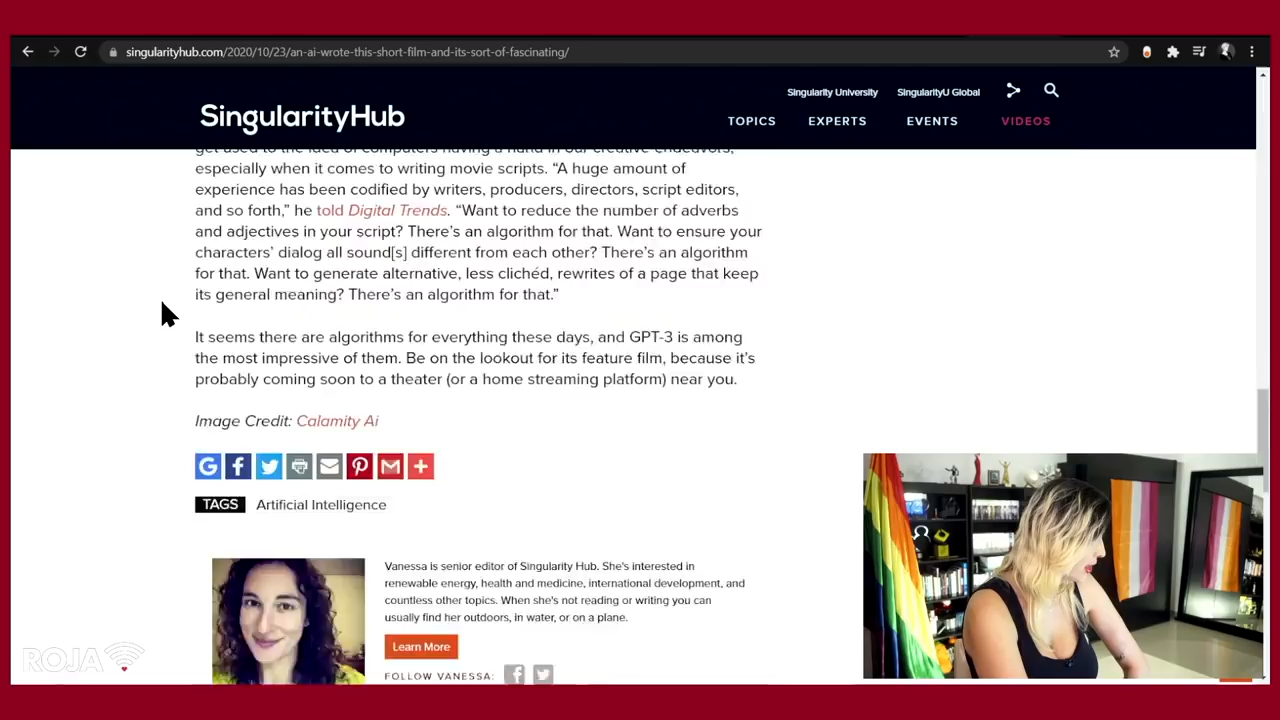 singularityhub.com/2020/10/23/an-ai-wrote-this-short-film-and-its-sort-of-fascinating/
Singularity University
SingularityU Global
SingularityHub
TOPICS
EXPERTS
EVENTS
VIDEOS
get used to the idea of computers having a hand in our creative endeavors,
especially when it comes to writing movie scripts. “A huge amount of
experience has been codified by writers, producers, directors, script editors,
and so forth,” he told Digital Trends. “Want to reduce the number of adverbs
and adjectives in your script? There’s an algorithm for that. Want to ensure your
characters’ dialog all sound[s] different from each other? There’s an algorithm
for that. Want to generate alternative, less clichéd, rewrites of a page that keep
its general meaning? There’s an algorithm for that.”
It seems there are algorithms for everything these days, and GPT-3 is among
the most impressive of them. Be on the lookout for its feature film, because it’s
probably coming soon to a theater (or a home streaming platform) near you.
Image Credit: Calamity Ai
TAGS Artificial Intelligence
Vanessa is senior editor of Singularity Hub. She's interested in
renewable energy, health and medicine, international development, and
countless other topics. When she's not reading or writing you can
usually find her outdoors, in water, or on a plane.
Learn More
FOLLOW VANESSA:
ROJA